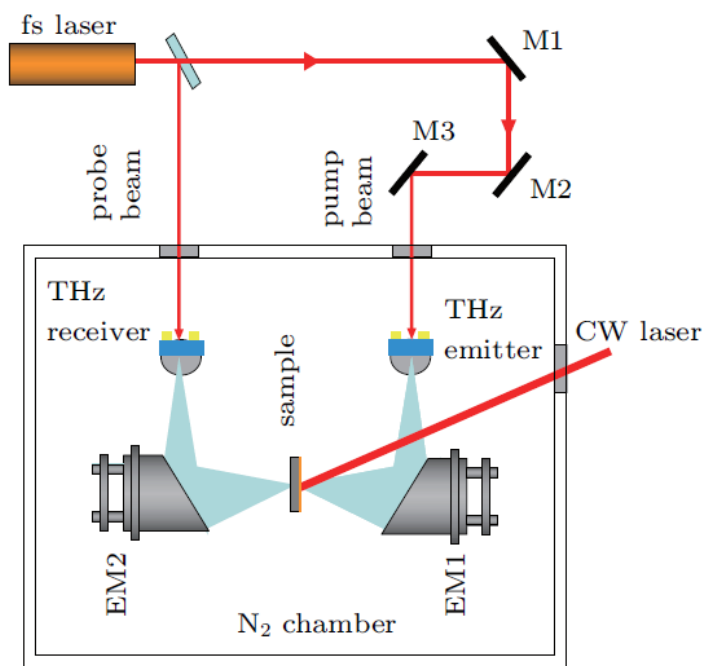 fs laser
M1
M3
M2
probe
beam
pump
beam
THz
receiver
THz
emitter
CW laser
sample
EM2
EM1
N₂ chamber